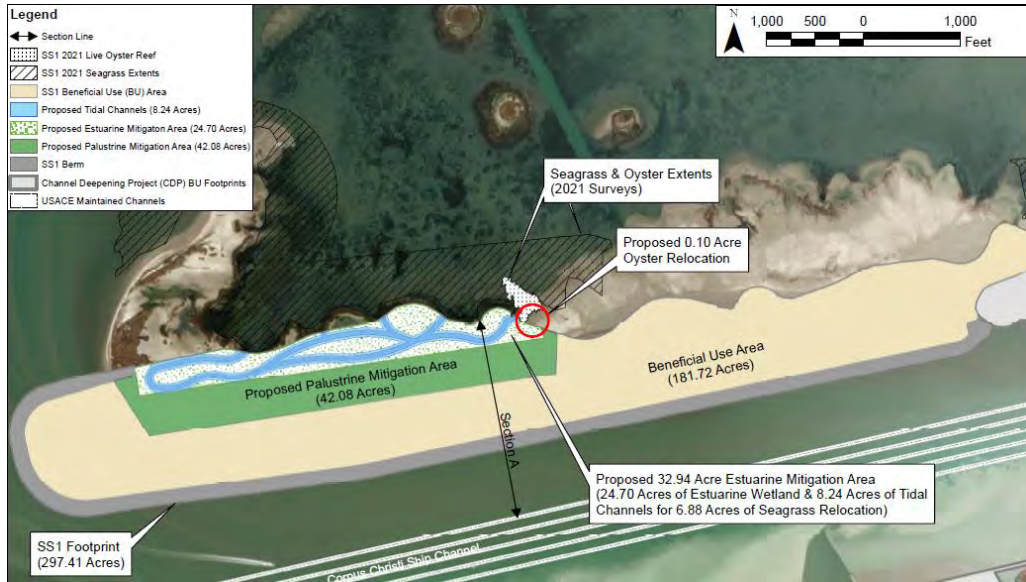 Legend
Section Line
SS1 2021 Live Oyster Reef
SS1 2021 Seagrass Extents
SS1 Beneficial Use (BU) Area
Proposed Tidal Channels (8.24 Acres)
Proposed Estuarine Mitigaton Area (24.70 Acres)
Proposed Palustrine Mitigation Area (42.08 Acres)
SS1 Berm
Channel Deepening Project (CDP) BU Footprints
USACE Maintained Channels
N
1,000 500 0 1,000
Feet
Seagrass & Oyster Extents
(2021 Surveys)
Proposed 0.10 Acre
Oyster Relocation
Proposed Palustrine Mitigation Area
(42.08 Acres)
Beneficial Use Area
(181.72 Acres)
Section A
Proposed 32.94 Acre Estuarine Mitigation Area
(24.70 Acres of Estuarine Wetland & 8.24 Acres of Tidal
Channels for 6.88 Acres of Seagrass Relocation)
SS1 Footprint
(297.41 Acres)
Corpus Christi Ship Channel